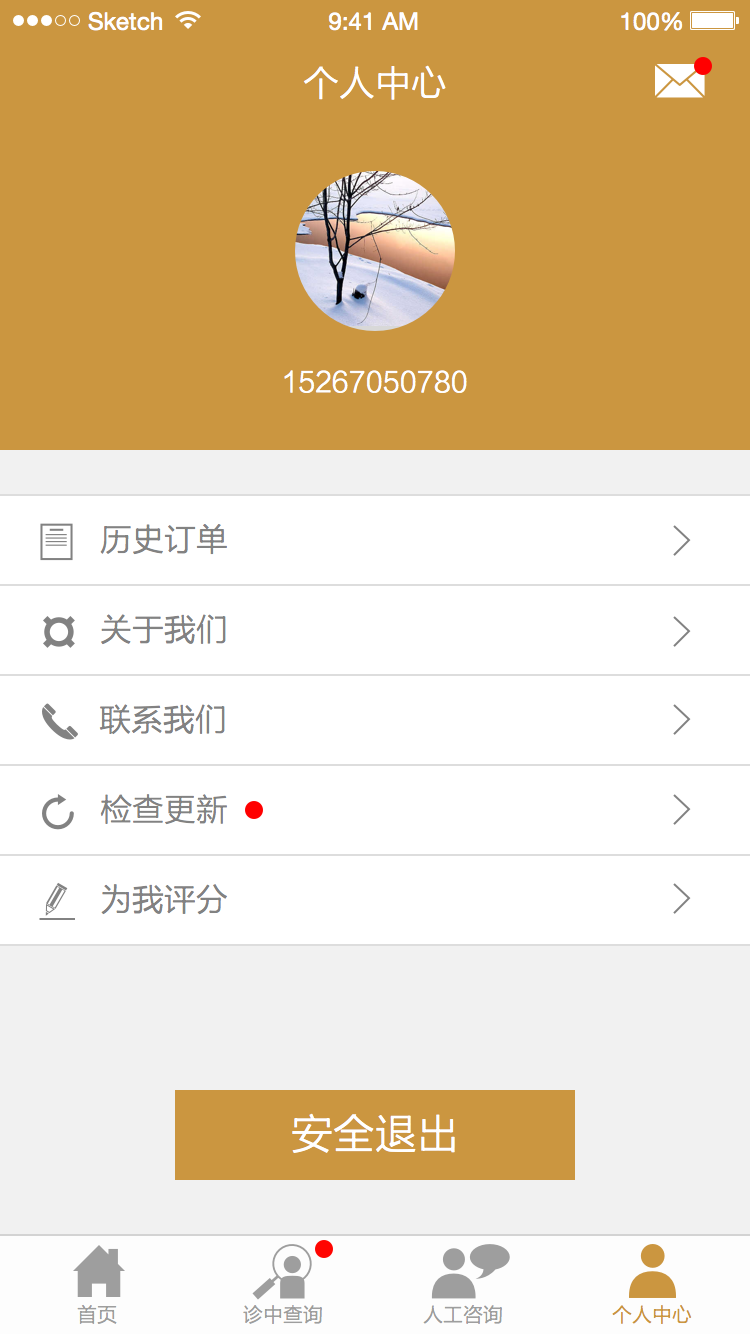 Sketch 9:41 AM 100%
个人中心
15267050780
历史订单
关于我们
联系我们
检查更新
为我评分
安全退出
首页 诊中查询 人工咨询 个人中心